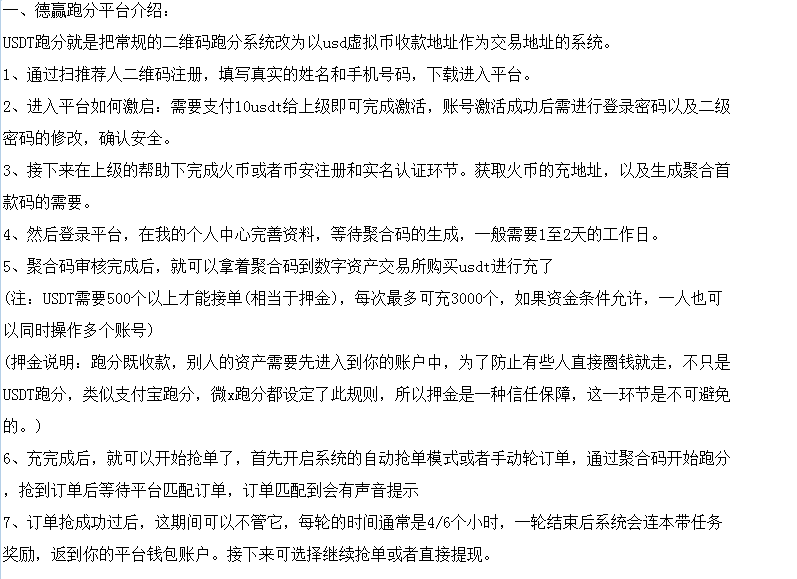 一、德赢跑分平台介绍:
USDT跑分就是把常规的二维码跑分系统改为以usd虚拟币收款地址作为交易地址的系统。
1、通过扫推荐人二维码注册，填写真实的姓名和手机号码，下载进入平台。
2、进入平台如何激启：需要支付10usdt给上级即可完成激活，账号激活成功后需进行登录密码以及二级
密码的修改，确认安全。
3、接下来在上级的帮助下完成火币或者币安注册和实名认证环节。获取火币的充地址，以及生成聚合首
款码的需要。
4、然后登录平台，在我的个人中心完善资料，等待聚合码的生成，一般需要1至2天的工作日。
5、聚合码审核完成后，就可以拿着聚合码到数字资产交易所购买usdt进行充了
(注：USDT需要500个以上才能接单(相当于押金)，每次最多可充3000个，如果资金条件允许，一人也可
以同时操作多个账号)
(押金说明：跑分既收款，别人的资产需要先进入到你的账户中，为了防止有些人直接圈钱就走，不只是
USDT跑分，类似支付宝跑分，微x跑分都设定了此规则，所以押金是一种信任保障，这一环节是不可避免
的。)
6、充完成后，就可以开始抢单了，首先开启系统的自动抢单模式或者手动轮订单，通过聚合码开始跑分
，抢到订单后等待平台匹配订单，订单匹配到会有声音提示
7、订单抢成功过后，这期间可以不管它，每轮的时间通常是4/6个小时，一轮结束后系统会连本带任务
奖励，返到你的平台钱包账户。接下来可选择继续抢单或者直接提现。